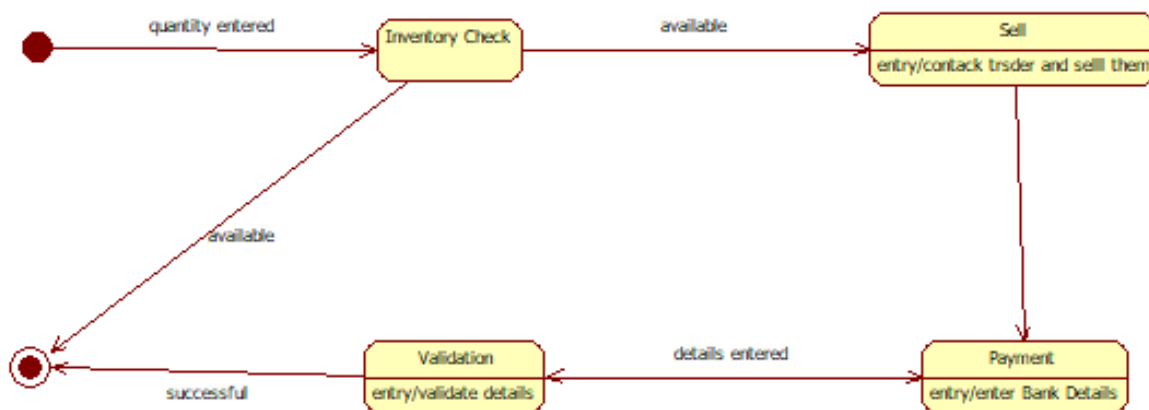 quantity entered
Inventory Check
available
Sell
entry/contack trsder and selll them
available
Validation
entry/validate details
details entered
Payment
entry/enter Bank Details
successful